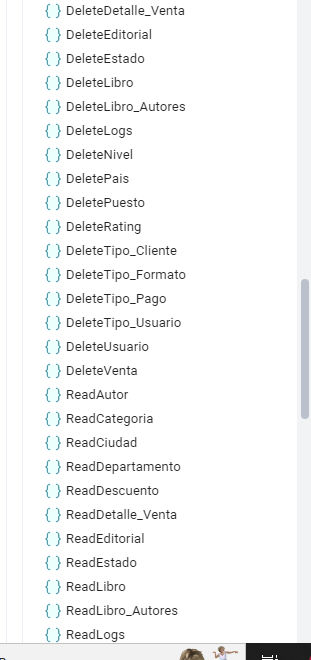 { } DeleteDetalle_Venta
{ } DeleteEditorial
{ } DeleteEstado
{ } DeleteLibro
{ } DeleteLibro_Autores
{ } DeleteLogs
{ } DeleteNivel
{ } DeletePais
{ } DeletePuesto
{ } DeleteRating
{ } DeleteTipo_Cliente
{ } DeleteTipo_Formato
{ } DeleteTipo_Pago
{ } DeleteTipo_Usuario
{ } DeleteUsuario
{ } DeleteVenta
{ } ReadAutor
{ } ReadCategoria
{ } ReadCiudad
{ } ReadDepartamento
{ } ReadDescuento
{ } ReadDetalle_Venta
{ } ReadEditorial
{ } ReadEstado
{ } ReadLibro
{ } ReadLibro_Autores
{ } ReadLogs